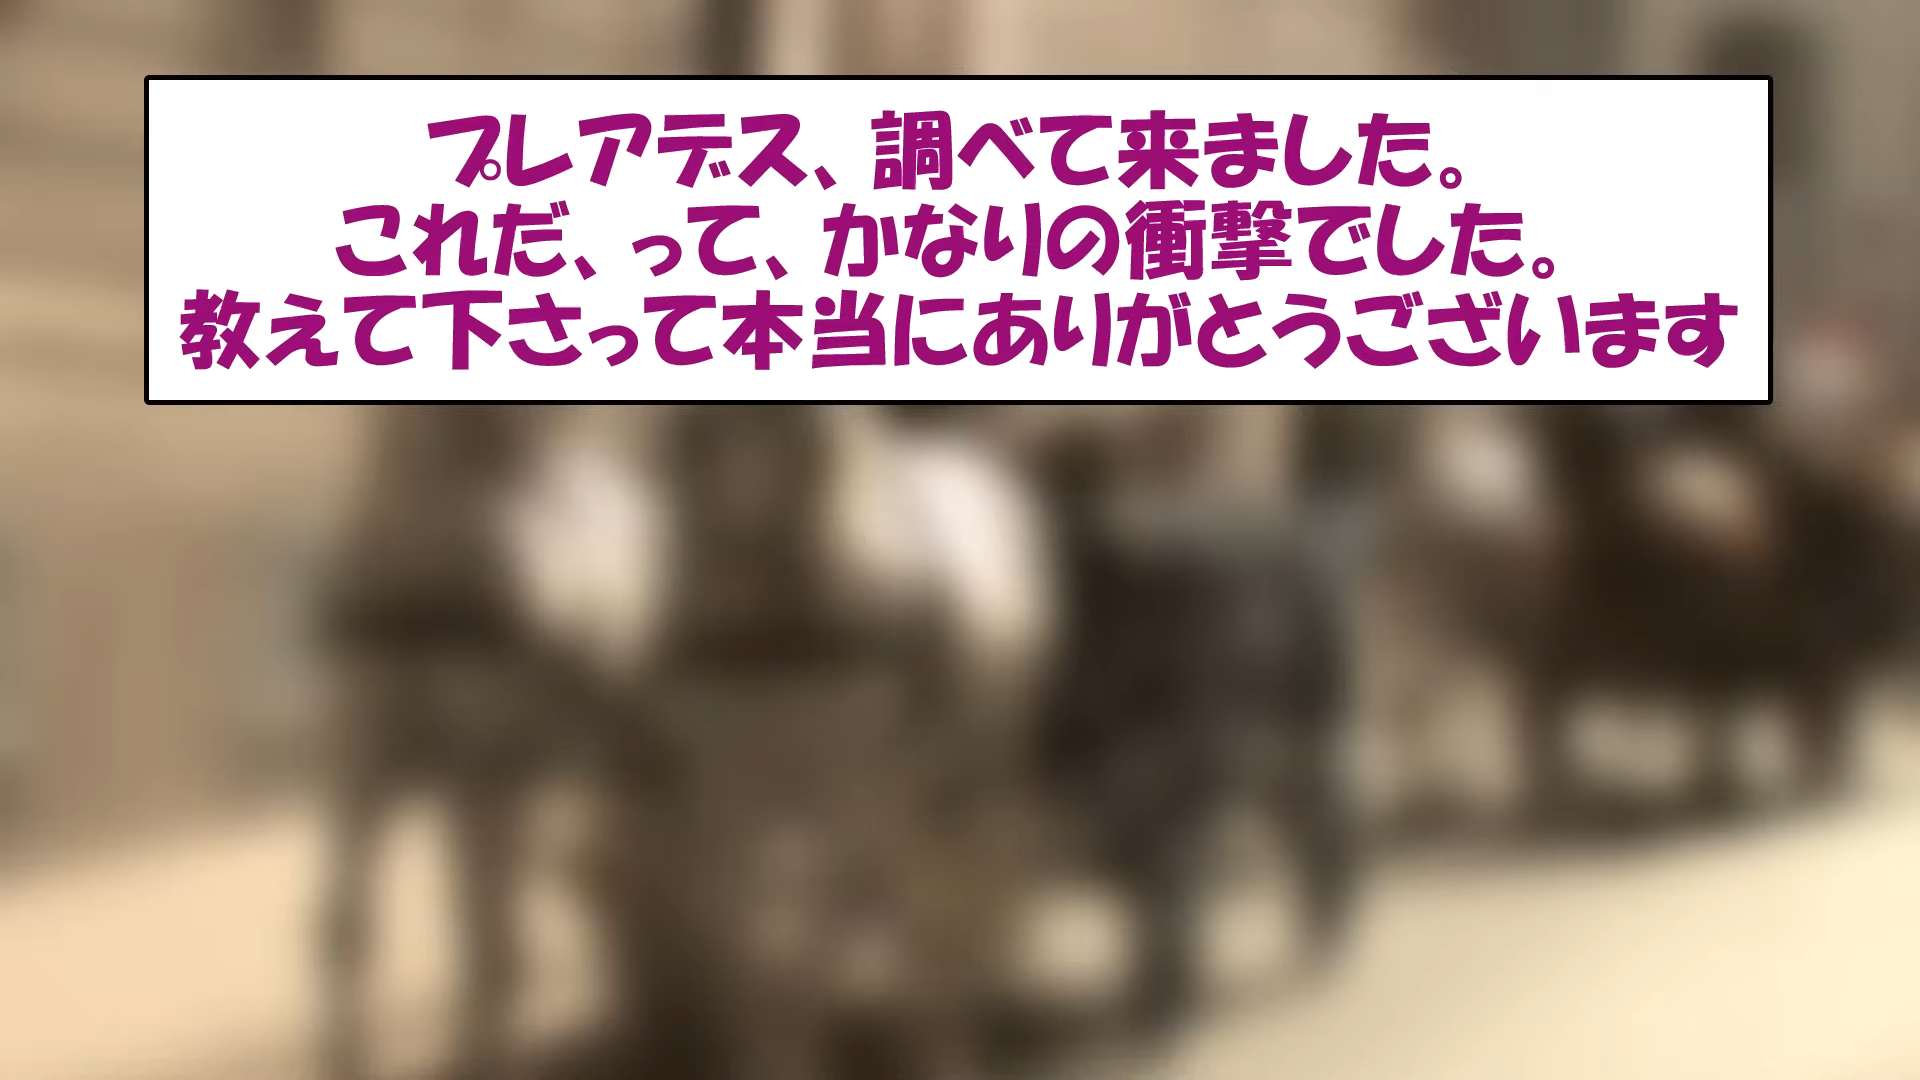 プレアデス、調べて来ました。
これだ、って、かなりの衝撃でした。
教えて下さって本当にありがとうございます